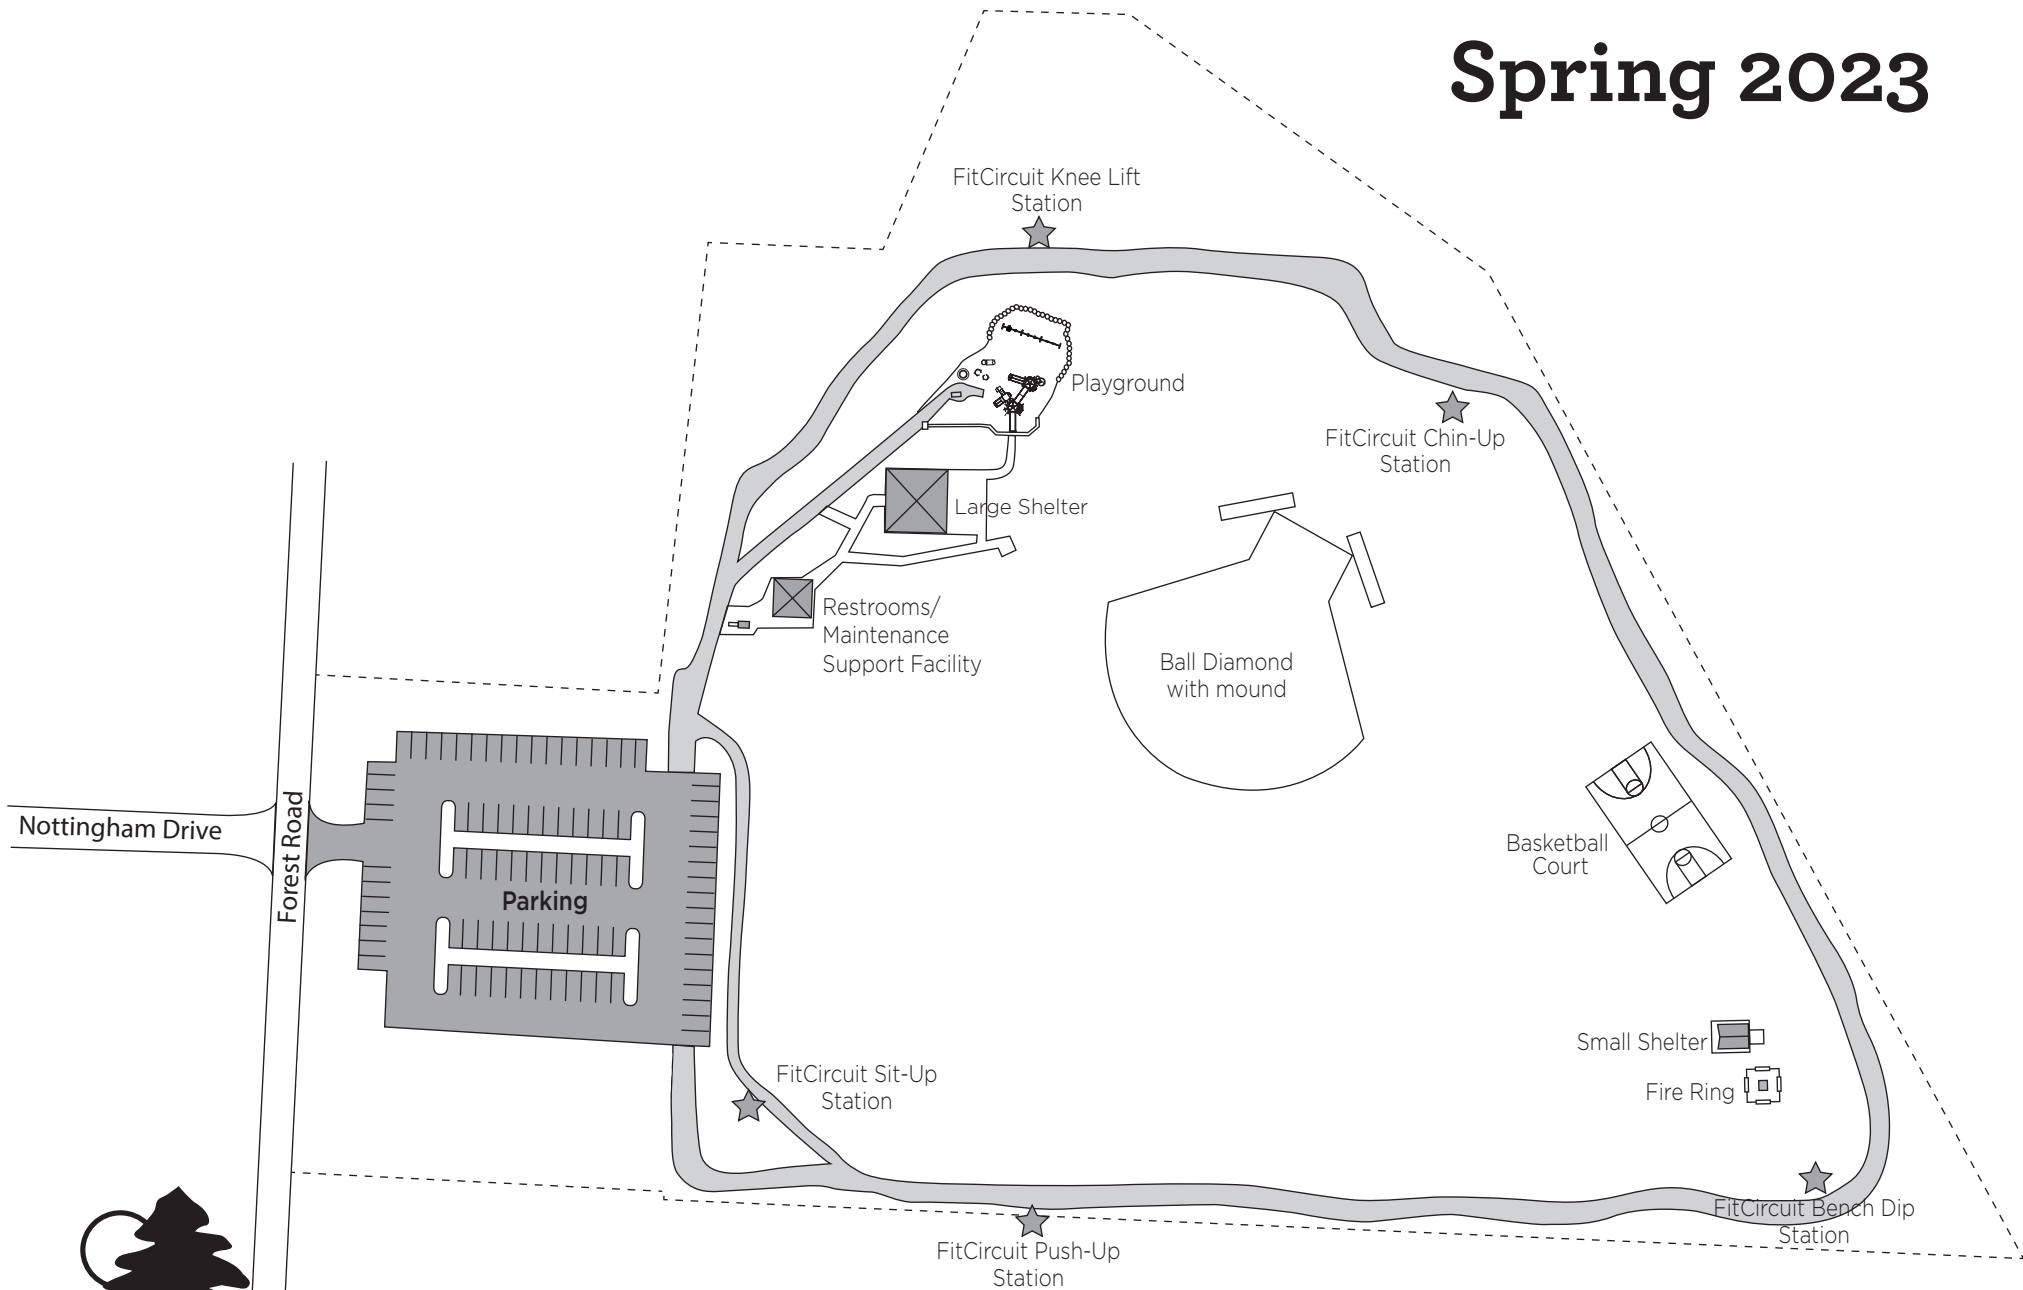 Spring 2023
FitCircuit Knee Lift
Station
Playground
FitCircuit Chin-Up
Station
Large Shelter
Restrooms/
Maintenance
Support Facility
Ball Diamond
with mound
Nottingham Drive
Forest Road
Parking
Basketball
Court
Small Shelter
Fire Ring
FitCircuit Sit-Up
Station
FitCircuit Bench Dip
Station
FitCircuit Push-Up
Station